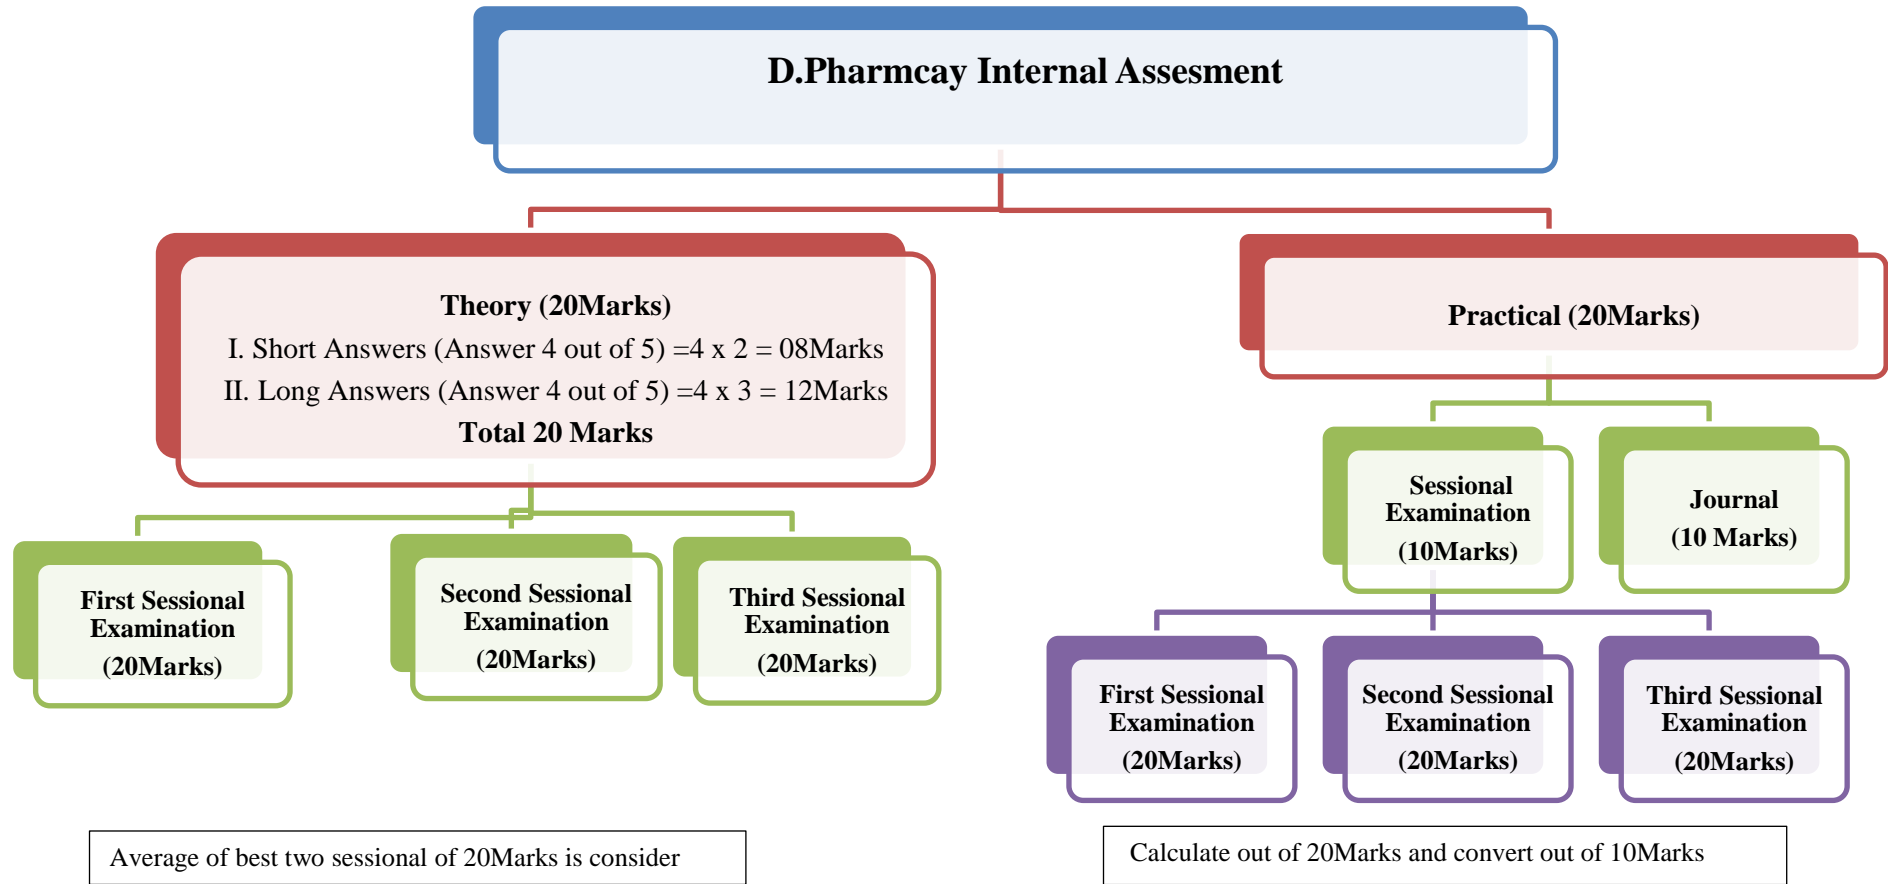 D.Pharmcay Internal Assesment
Theory (20Marks)
I. Short Answers (Answer 4 out of 5) =4 x 2 = 08Marks
II. Long Answers (Answer 4 out of 5) =4 x 3 = 12Marks
Total 20 Marks
First Sessional
Examination
(20Marks)
Second Sessional
Examination
(20Marks)
Third Sessional
Examination
(20Marks)
Average of best two sessional of 20Marks is consider
Practical (20Marks)
Sessional
Examination
(10Marks)
Journal
(10 Marks)
First Sessional
Examination
(20Marks)
Second Sessional
Examination
(20Marks)
Third Sessional
Examination
(20Marks)
Calculate out of 20Marks and convert out of 10Marks